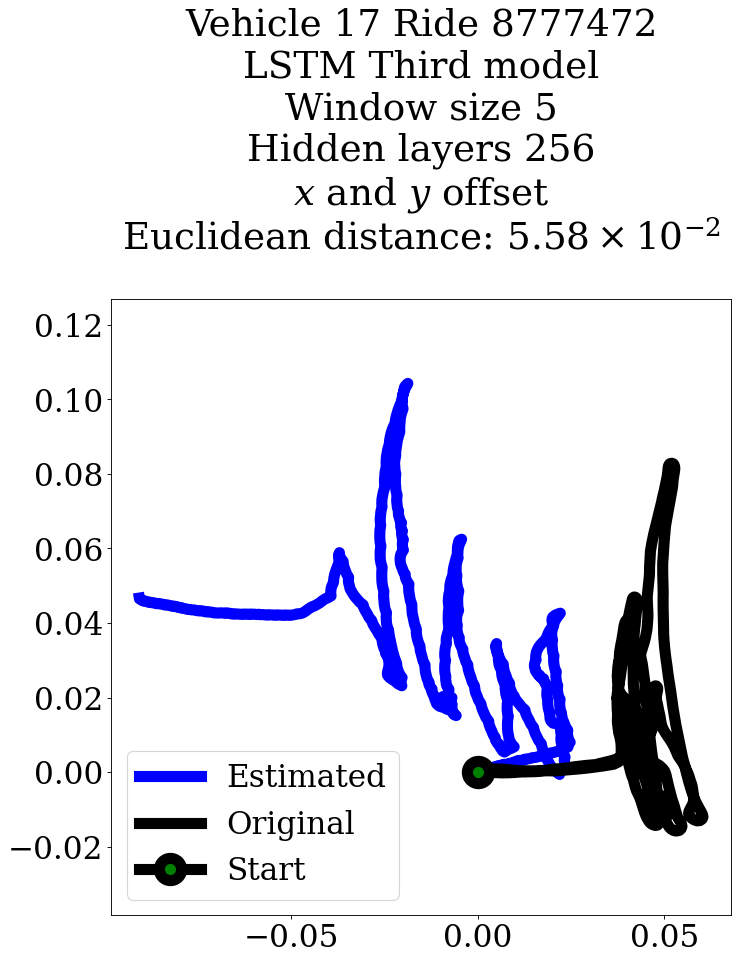 Vehicle 17 Ride 8777472
LSTM Third model
Window size 5
Hidden layers 256
x and y offset
Euclidean distance: 5.58 × 10⁻²
0.12
0.10
0.08
0.06
0.04
0.02
0.00
−0.02
Estimated
Original
Start
−0.05 0.00 0.05